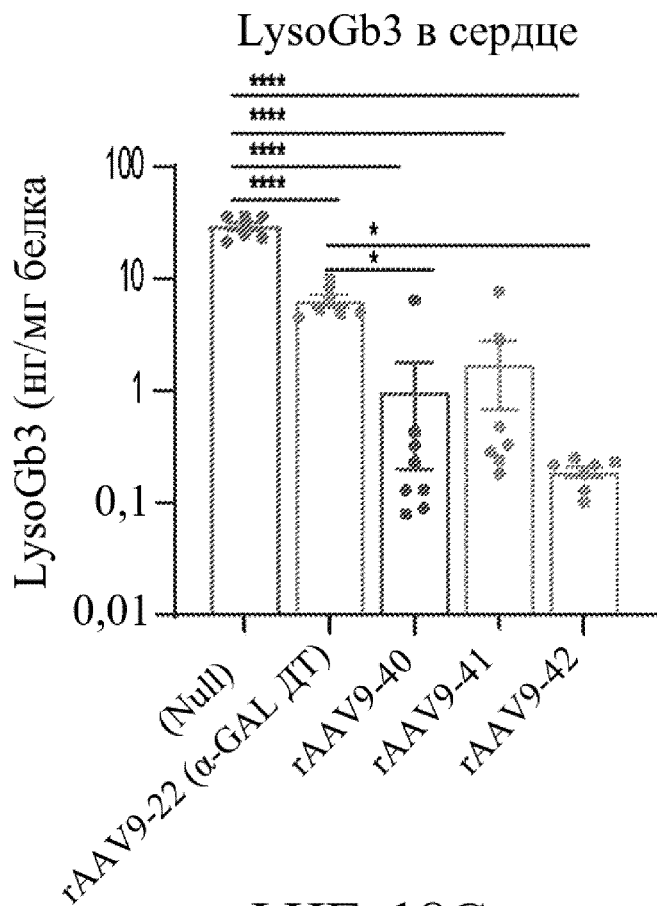 LysoGb3 в сердце
****
****
****
****
*
*
LysoGb3 (нг/мг белка
100
10
1
0,1
0,01
(Null)
rAAV9-22 (α-GAL ДТ)
rAAV9-40
rAAV9-41
rAAV9-42